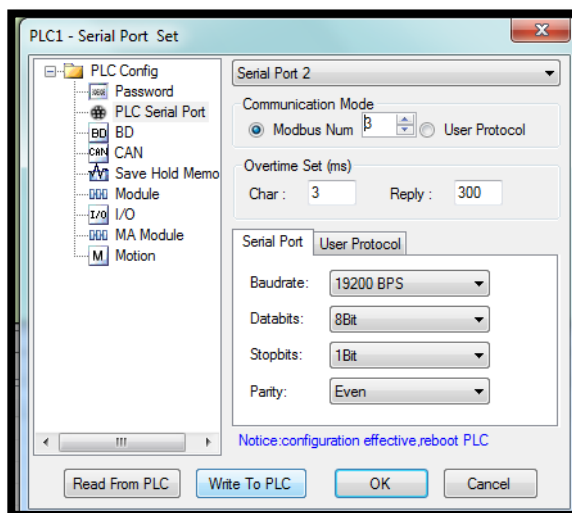 PLC1 - Serial Port Set
PLC Config
Password
PLC Serial Port
BD BD
CAN CAN
Save Hold Memo
Module
I/O I/O
MA Module
M Motion
Serial Port 2
Communication Mode
Modbus Num 3 User Protocol
Overtime Set (ms)
Char : 3 Reply : 300
Serial Port User Protocol
Baudrate: 19200 BPS
Databits: 8Bit
Stopbits: 1Bit
Parity: Even
Notice:configuration effective,reboot PLC
Read From PLC Write To PLC OK Cancel